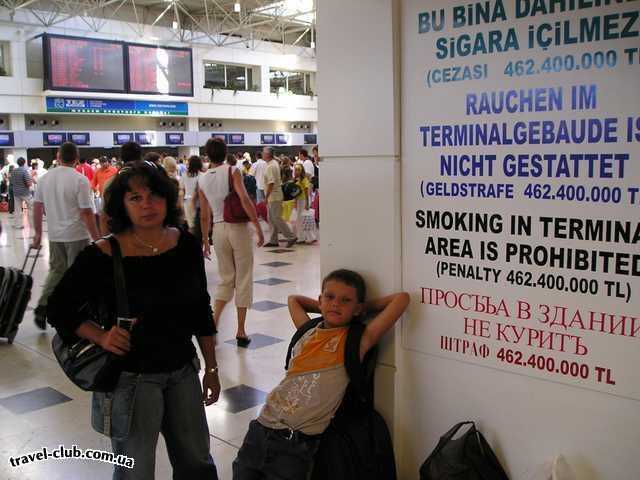 BU BİNA DAHİLİN
SİGARA İÇİLMEZ
(CEZASI 462.400.000 T
RAUCHEN IM
TERMINALGEBAUDE IS
NICHT GESTATTET
(GELDSTRAFE 462.000.000 T
SMOKING IN TERMINA
AREA IS PROHIBITED
(PENALTY 462.400.000 TL)
ПРОСЪБА В ЗДАНИИ
НЕ КУРИТЪ
ШТРАФ 462.400.000 TL
travel-club.com.ua